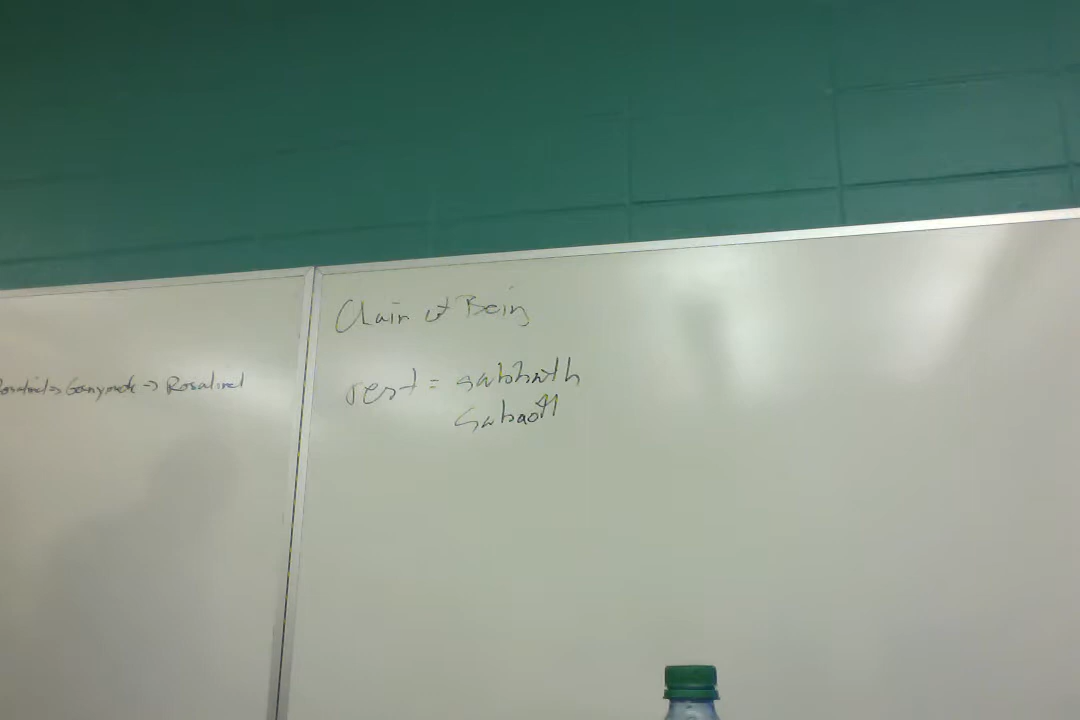 Rosalind → Ganymede → Rosalind
Chain of Being
rest = sabbath
Sabaoth